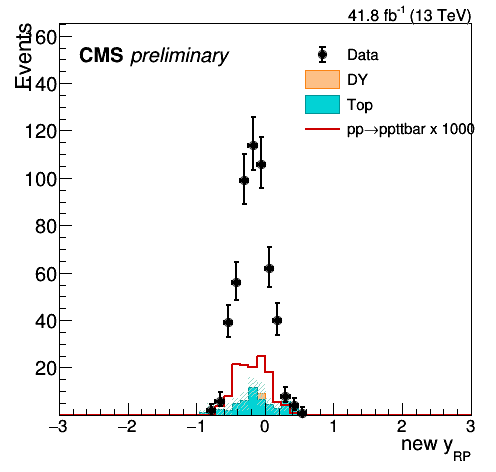 41.8 fb⁻¹ (13 TeV)
Events
CMS preliminary
Data
DY
Top
pp→ppttbar x 1000
160
140
120
100
80
60
40
20
−3 −2 −1 0 1 2 3
new y_RP